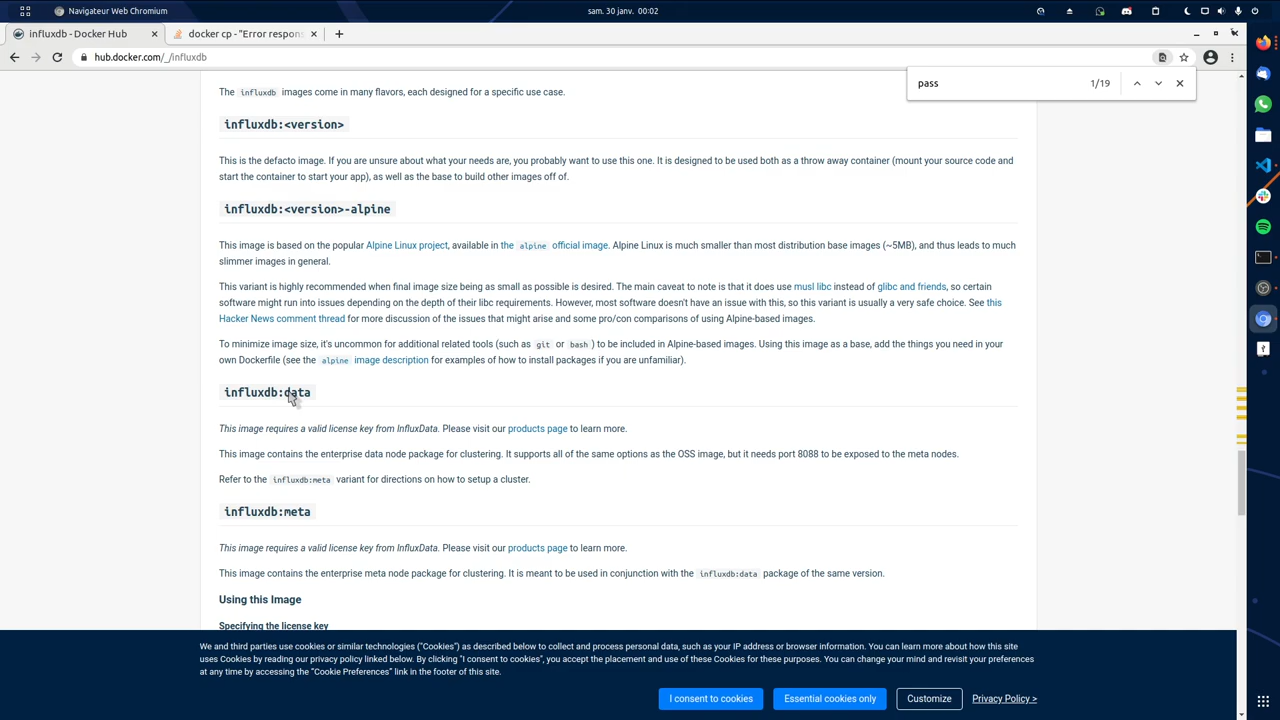 Navigateur Web Chromium
sam. 30 janv. 00:02
influxdb - Docker Hub
docker cp - "Error respons
hub.docker.com/_/influxdb
pass
1/19
The influxdb images come in many flavors, each designed for a specific use case.
influxdb:<version>
This is the defacto image. If you are unsure about what your needs are, you probably want to use this one. It is designed to be used both as a throw away container (mount your source code and
start the container to start your app), as well as the base to build other images off of.
influxdb:<version>-alpine
This image is based on the popular Alpine Linux project, available in the alpine official image. Alpine Linux is much smaller than most distribution base images (~5MB), and thus leads to much
slimmer images in general.
This variant is highly recommended when final image size being as small as possible is desired. The main caveat to note is that it does use musl libc instead of glibc and friends, so certain
software might run into issues depending on the depth of their libc requirements. However, most software doesn't have an issue with this, so this variant is usually a very safe choice. See this
Hacker News comment thread for more discussion of the issues that might arise and some pro/con comparisons of using Alpine-based images.
To minimize image size, it's uncommon for additional related tools (such as git or bash ) to be included in Alpine-based images. Using this image as a base, add the things you need in your
own Dockerfile (see the alpine image description for examples of how to install packages if you are unfamiliar).
influxdb:data
This image requires a valid license key from InfluxData. Please visit our products page to learn more.
This image contains the enterprise data node package for clustering. It supports all of the same options as the OSS image, but it needs port 8088 to be exposed to the meta nodes.
Refer to the influxdb:meta variant for directions on how to setup a cluster.
influxdb:meta
This image requires a valid license key from InfluxData. Please visit our products page to learn more.
This image contains the enterprise meta node package for clustering. It is meant to be used in conjunction with the influxdb:data package of the same version.
Using this Image
Specifying the license key
We and third parties use cookies or similar technologies ("Cookies") as described below to collect and process personal data, such as your IP address or browser information. You can learn more about how this site
uses Cookies by reading our privacy policy linked below. By clicking "I consent to cookies", you accept the placement and use of these Cookies for these purposes. You can change your mind and revisit your preferences
at any time by accessing the "Cookie Preferences" link in the footer of this site.
I consent to cookies
Essential cookies only
Customize
Privacy Policy >